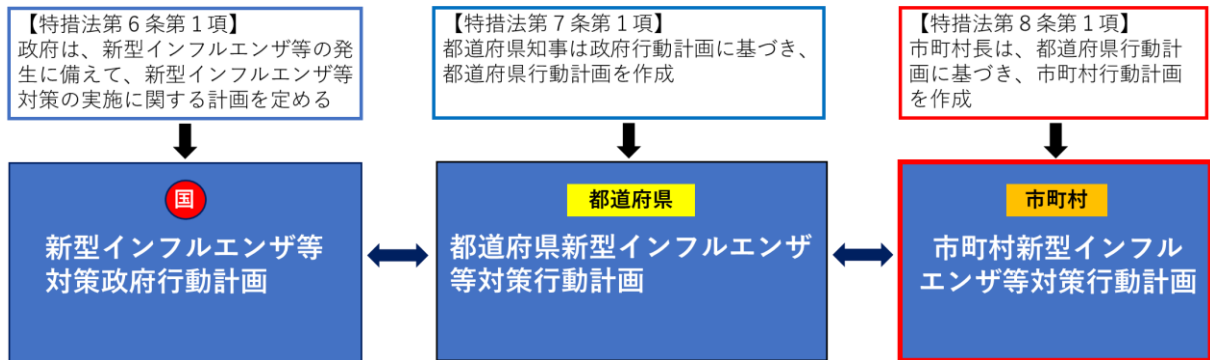 【特措法第6条第1項】
政府は、新型インフルエンザ等の発
生に備えて、新型インフルエンザ等
対策の実施に関する計画を定める
【特措法第7条第1項】
都道府県知事は政府行動計画に基づき、
都道府県行動計画を作成
【特措法第8条第1項】
市町村長は、都道府県行動計
画に基づき、市町村行動計画
を作成
国
新型インフルエンザ等
対策政府行動計画
都道府県
都道府県新型インフルエンザ
等対策行動計画
市町村
市町村新型インフル
エンザ等対策行動計画